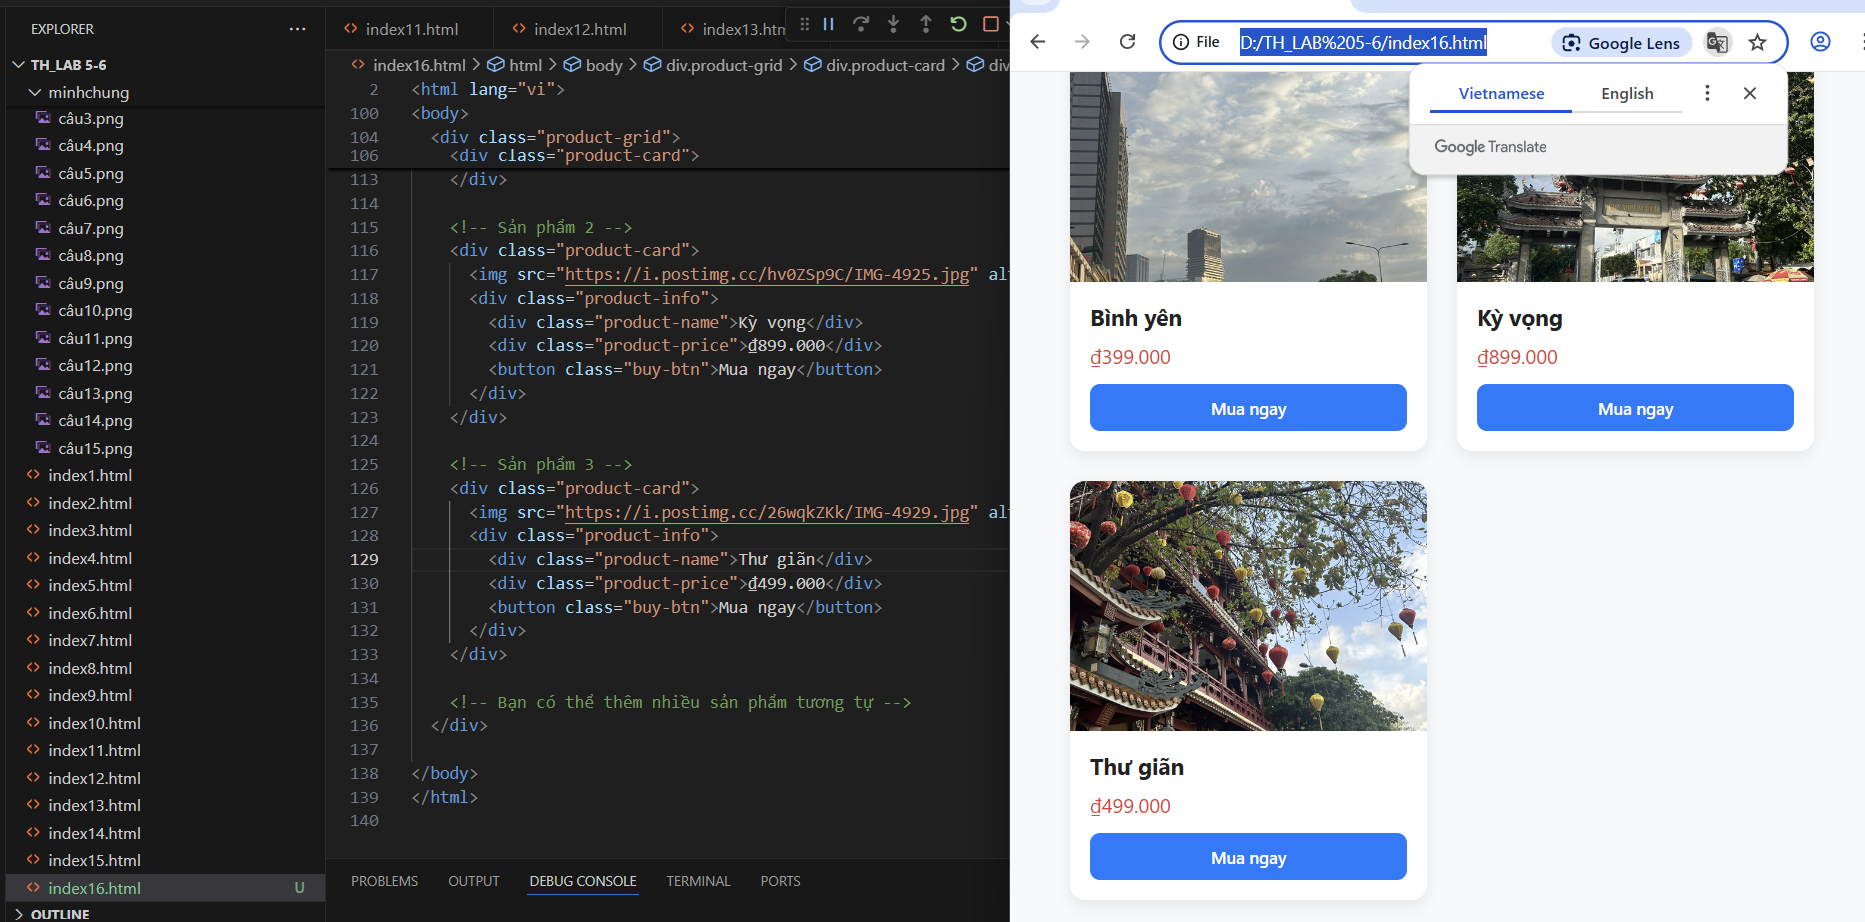 EXPLORER
TH_LAB 5-6
minhchung
câu3.png
câu4.png
câu5.png
câu6.png
câu7.png
câu8.png
câu9.png
câu10.png
câu11.png
câu12.png
câu13.png
câu14.png
câu15.png
index1.html
index2.html
index3.html
index4.html
index5.html
index6.html
index7.html
index8.html
index9.html
index10.html
index11.html
index12.html
index13.html
index14.html
index15.html
index16.html U
OUTLINE
index11.html index12.html index13.htm
index16.html > html > body > div.product-grid > div.product-card > div
2 <html lang="vi">
100 <body>
104 <div class="product-grid">
106 <div class="product-card">
113 </div>
114
115 <!-- Sản phẩm 2 -->
116 <div class="product-card">
117 <img src="https://i.postimg.cc/hv0ZSp9C/IMG-4925.jpg" alt
118 <div class="product-info">
119 <div class="product-name">Kỳ vọng</div>
120 <div class="product-price">₫899.000</div>
121 <button class="buy-btn">Mua ngay</button>
122 </div>
123 </div>
124
125 <!-- Sản phẩm 3 -->
126 <div class="product-card">
127 <img src="https://i.postimg.cc/26wqkZKk/IMG-4929.jpg" alt
128 <div class="product-info">
129 <div class="product-name">Thư giãn</div>
130 <div class="product-price">₫499.000</div>
131 <button class="buy-btn">Mua ngay</button>
132 </div>
133 </div>
134
135 <!-- Bạn có thể thêm nhiều sản phẩm tương tự -->
136 </div>
137
138 </body>
139 </html>
140
PROBLEMS OUTPUT DEBUG CONSOLE TERMINAL PORTS
File D:/TH_LAB%205-6/index16.html Google Lens
Vietnamese English
Google Translate
Bình yên
₫399.000
Mua ngay
Kỳ vọng
₫899.000
Mua ngay
Thư giãn
₫499.000
Mua ngay